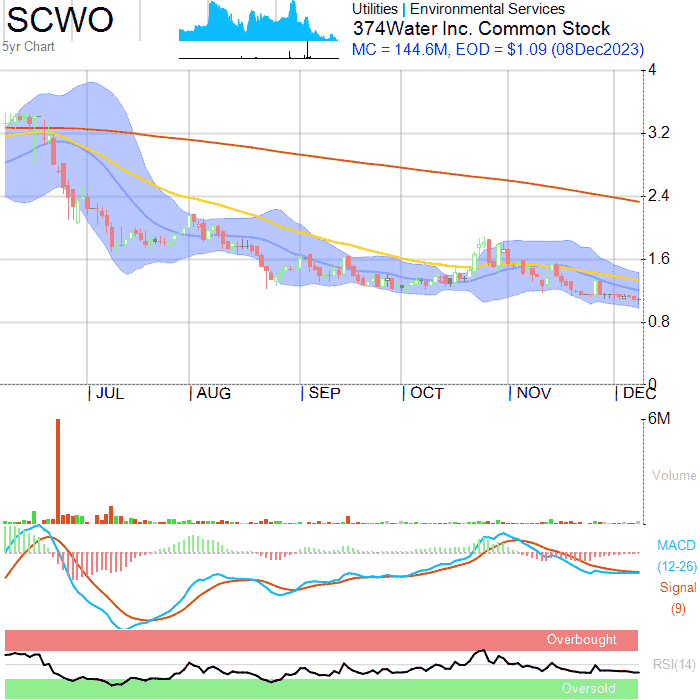 SCWO
5yr Chart
Utilities | Environmental Services
374Water Inc. Common Stock
MC = 144.6M, EOD = $1.09 (08Dec2023)
4
3.2
2.4
1.6
0.8
0
JUL AUG SEP OCT NOV DEC
6M
Volume
MACD
(12-26)
Signal
(9)
Overbought
RSI(14)
Oversold